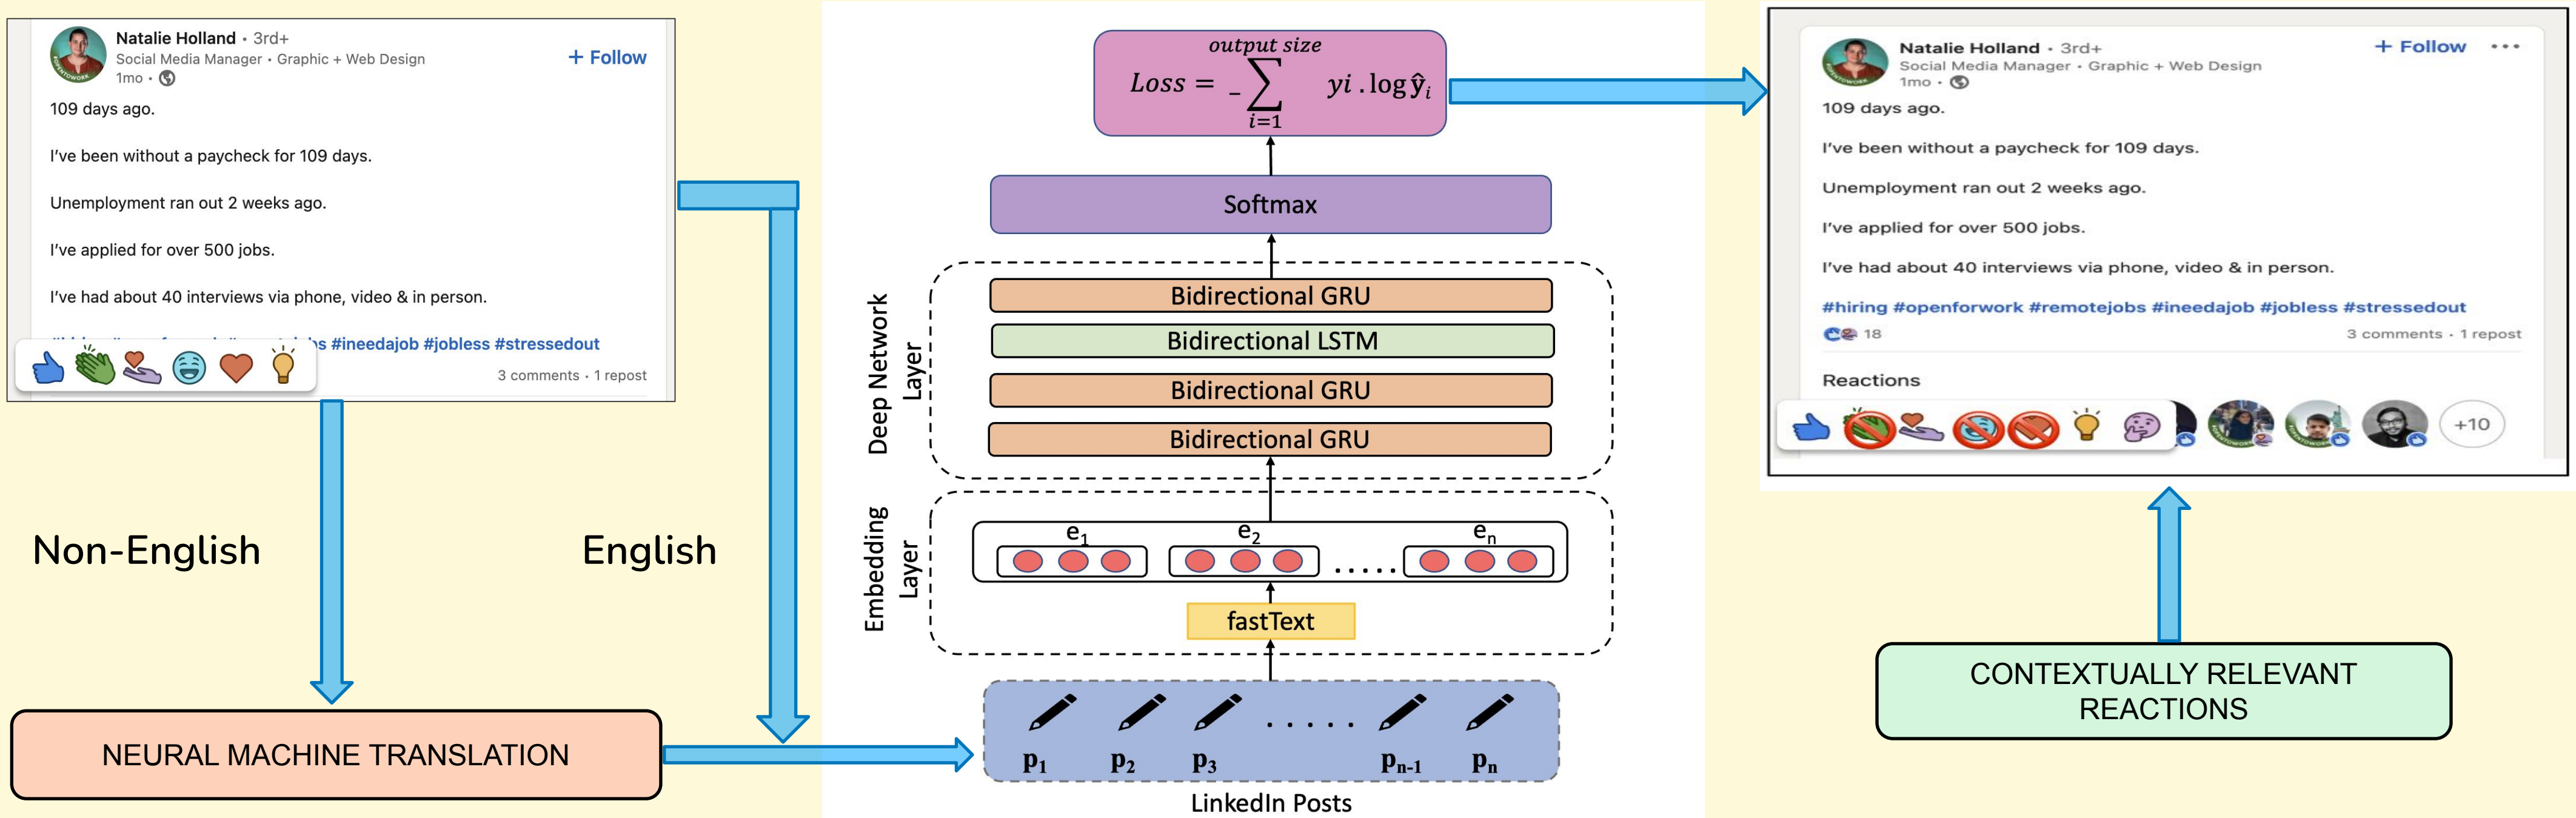 Natalie Holland • 3rd+
Social Media Manager • Graphic + Web Design
1mo •
+ Follow
109 days ago.
I've been without a paycheck for 109 days.
Unemployment ran out 2 weeks ago.
I've applied for over 500 jobs.
I've had about 40 interviews via phone, video & in person.
#ineedajob #jobless #stressedout
3 comments • 1 repost
Non-English
English
NEURAL MACHINE TRANSLATION
output size
Loss = - ∑ yi . log ŷi
i=1
Softmax
Deep Network
Layer
Bidirectional GRU
Bidirectional LSTM
Bidirectional GRU
Bidirectional GRU
Embedding
Layer
e1 e2 ..... en
fastText
. . . . .
p1 p2 p3 pn-1 pn
LinkedIn Posts
Natalie Holland • 3rd+
Social Media Manager • Graphic + Web Design
1mo •
+ Follow •••
109 days ago.
I've been without a paycheck for 109 days.
Unemployment ran out 2 weeks ago.
I've applied for over 500 jobs.
I've had about 40 interviews via phone, video & in person.
#hiring #openforwork #remotejobs #ineedajob #jobless #stressedout
18
3 comments • 1 repost
Reactions
+10
CONTEXTUALLY RELEVANT
REACTIONS